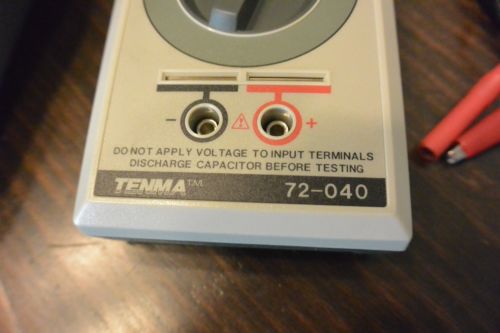 - +
DO NOT APPLY VOLTAGE TO INPUT TERMINALS
DISCHARGE CAPACITOR BEFORE TESTING
TENMA™ 72-040